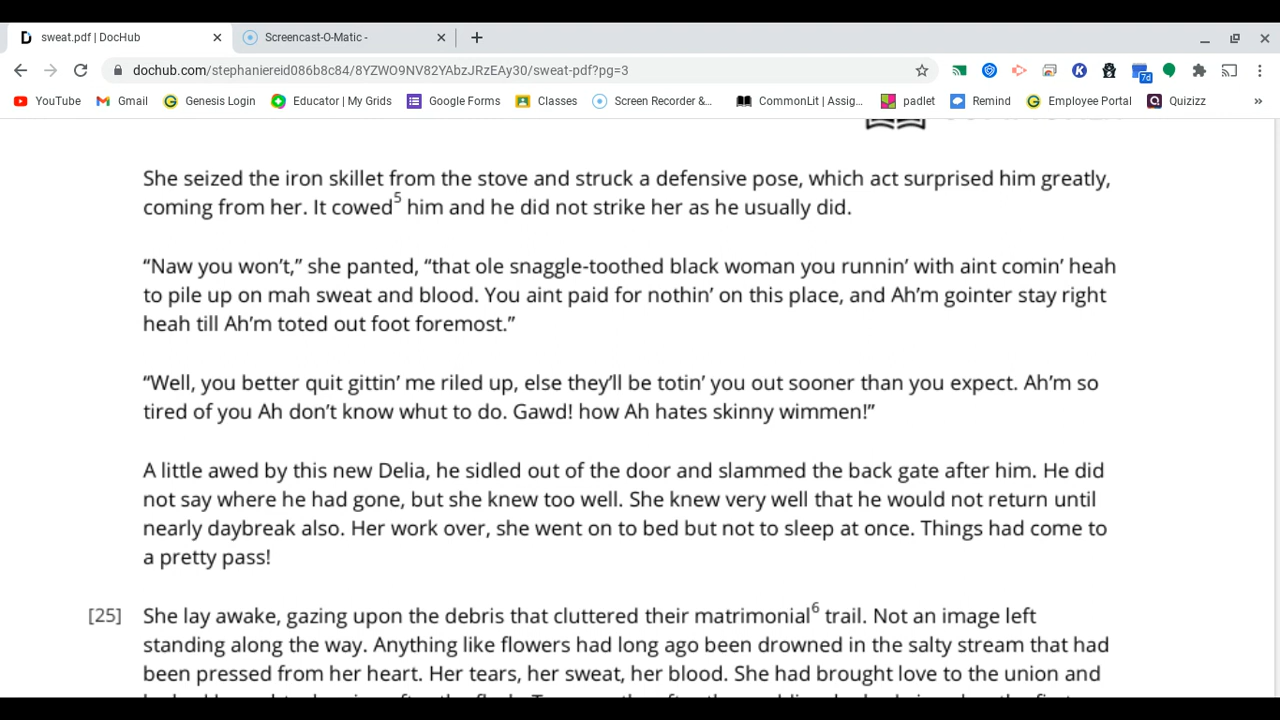 sweat.pdf | DocHub
Screencast-O-Matic -
dochub.com/stephaniereid086b8c84/8YZWO9NV82YAbzJRzEAy30/sweat-pdf?pg=3
7d
YouTube Gmail Genesis Login Educator | My Grids Google Forms Classes Screen Recorder &... CommonLit | Assig... padlet Remind Employee Portal Quizizz »
She seized the iron skillet from the stove and struck a defensive pose, which act surprised him greatly,
coming from her. It cowed5 him and he did not strike her as he usually did.
“Naw you won’t,” she panted, “that ole snaggle-toothed black woman you runnin’ with aint comin’ heah
to pile up on mah sweat and blood. You aint paid for nothin’ on this place, and Ah’m gointer stay right
heah till Ah’m toted out foot foremost.”
“Well, you better quit gittin’ me riled up, else they’ll be totin’ you out sooner than you expect. Ah’m so
tired of you Ah don’t know whut to do. Gawd! how Ah hates skinny wimmen!”
A little awed by this new Delia, he sidled out of the door and slammed the back gate after him. He did
not say where he had gone, but she knew too well. She knew very well that he would not return until
nearly daybreak also. Her work over, she went on to bed but not to sleep at once. Things had come to
a pretty pass!
[25] She lay awake, gazing upon the debris that cluttered their matrimonial6 trail. Not an image left
standing along the way. Anything like flowers had long ago been drowned in the salty stream that had
been pressed from her heart. Her tears, her sweat, her blood. She had brought love to the union and